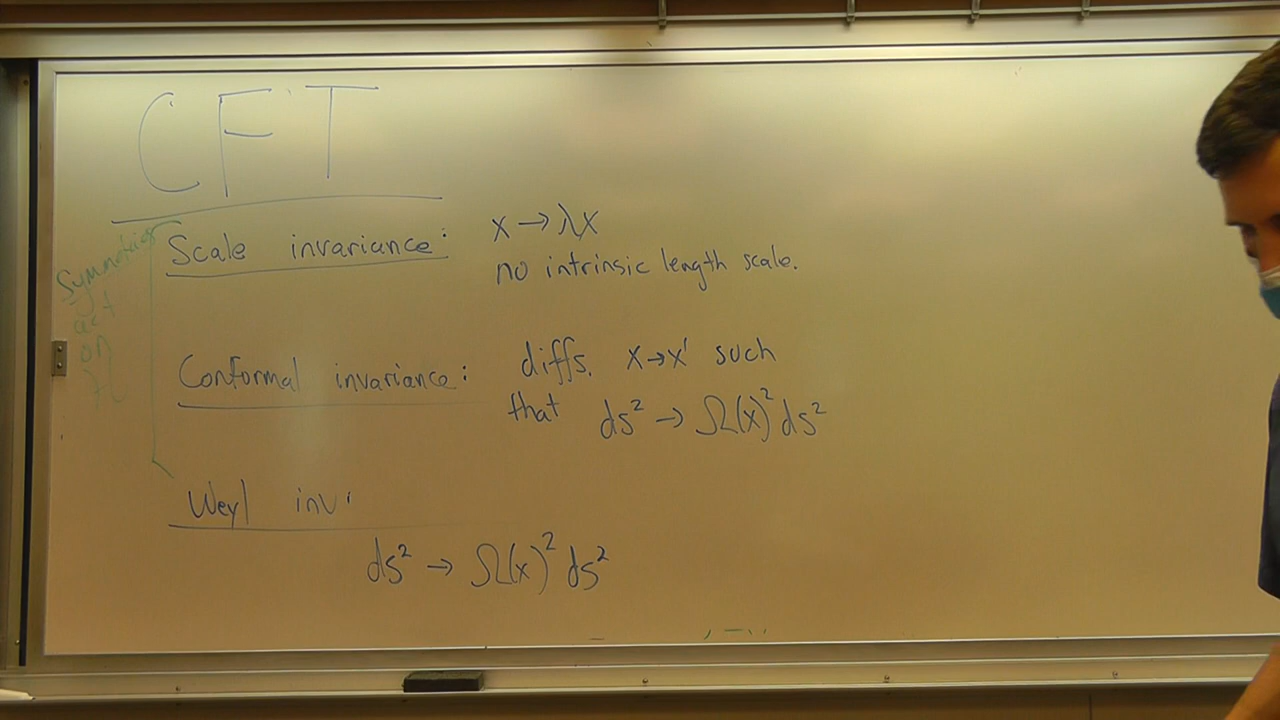 CFT
Symmetries
act
on
Scale invariance: x → λx
no intrinsic length scale.
Conformal invariance: diffs. x → x' such
that ds² → Ω(x)² ds²
Weyl inv.
ds² → Ω(x)² ds²